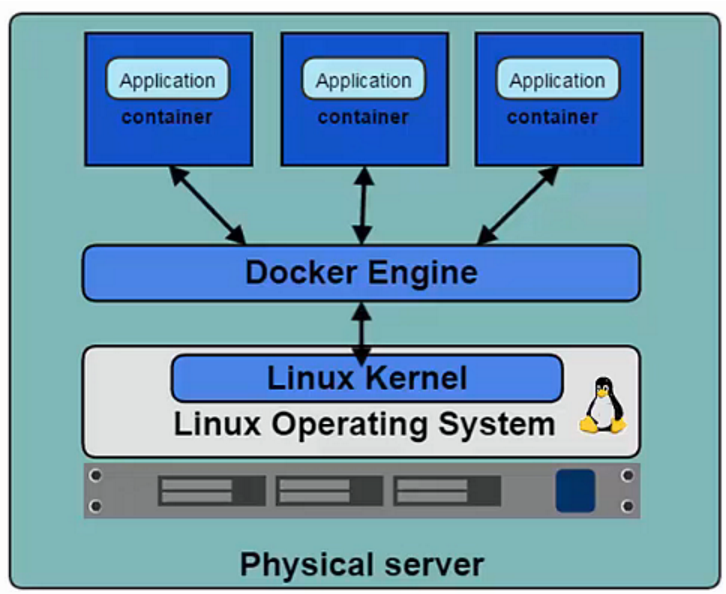 Application
container
Application
container
Application
container
Docker Engine
Linux Kernel
Linux Operating System
Physical server